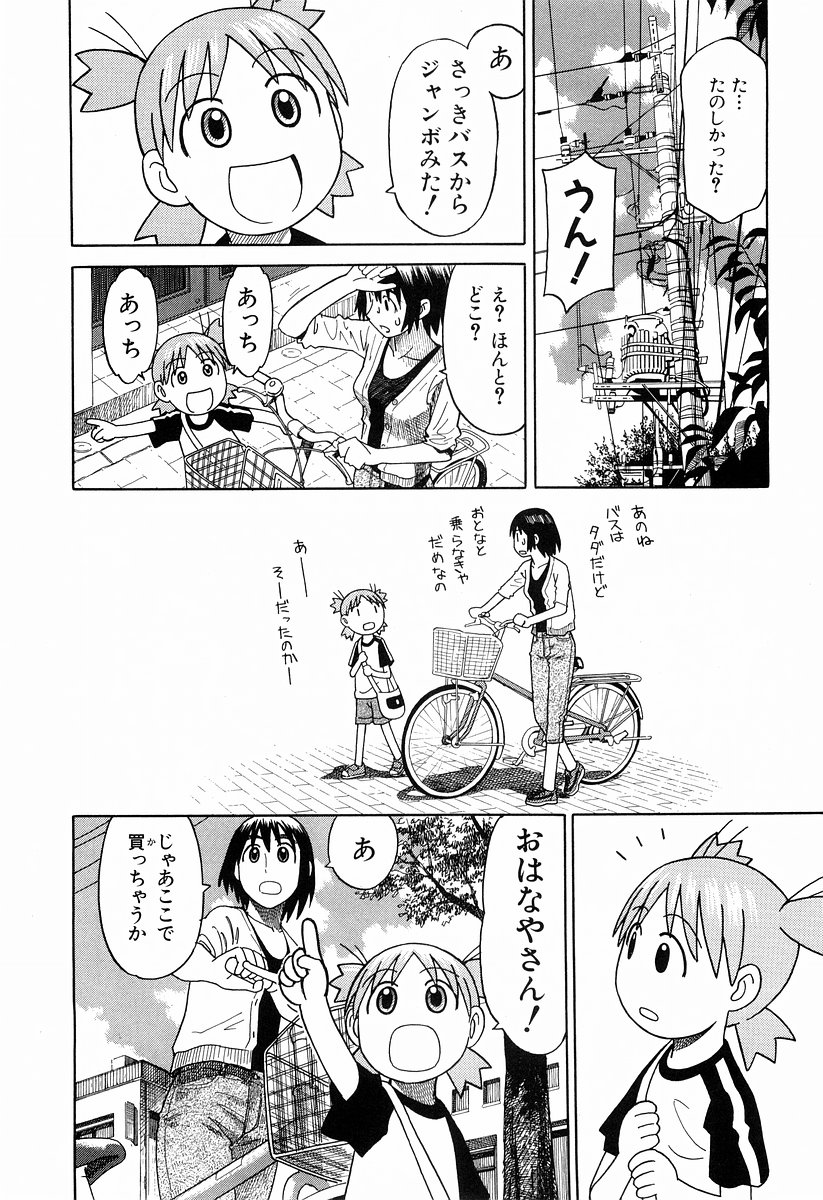 た…
たのしかった？
うん！
あ
さっきバスから
ジャンボみた！
え？ほんと？
どこ？
あっち
あっち
あのね
バスは
タダだけど
おとなと
乗らなきゃ
だめなの
あ——
そーだったのかー
おはなやさん！
あ
じゃあここで
買っちゃうか
か